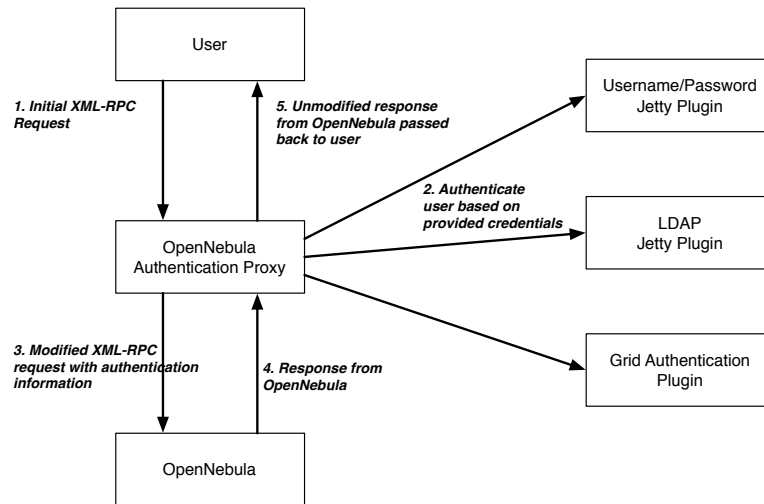 User
1. Initial XML-RPC
Request
5. Unmodified response
from OpenNebula passed
back to user
Username/Password
Jetty Plugin
2. Authenticate
user based on
provided credentials
OpenNebula
Authentication Proxy
LDAP
Jetty Plugin
3. Modified XML-RPC
request with authentication
information
4. Response from
OpenNebula
Grid Authentication
Plugin
OpenNebula